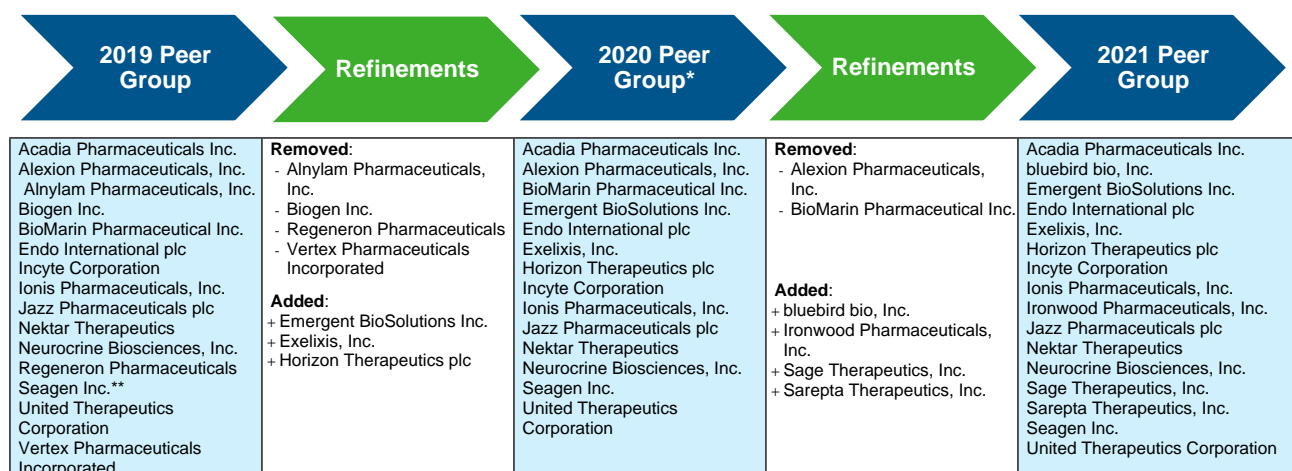 2019 Peer
Group
Refinements
2020 Peer
Group*
Refinements
2021 Peer
Group
Acadia Pharmaceuticals Inc.
Alexion Pharmaceuticals, Inc.
Alnylam Pharmaceuticals, Inc.
Biogen Inc.
BioMarin Pharmaceutical Inc.
Endo International plc
Incyte Corporation
Ionis Pharmaceuticals, Inc.
Jazz Pharmaceuticals plc
Nektar Therapeutics
Neurocrine Biosciences, Inc.
Regeneron Pharmaceuticals
Seagen Inc.**
United Therapeutics
Corporation
Vertex Pharmaceuticals
Incorporated
Removed:
- Alnylam Pharmaceuticals,
Inc.
- Biogen Inc.
- Regeneron Pharmaceuticals
- Vertex Pharmaceuticals
Incorporated
Added:
+ Emergent BioSolutions Inc.
+ Exelixis, Inc.
+ Horizon Therapeutics plc
Acadia Pharmaceuticals Inc.
Alexion Pharmaceuticals, Inc.
BioMarin Pharmaceutical Inc.
Emergent BioSolutions Inc.
Endo International plc
Exelixis, Inc.
Horizon Therapeutics plc
Incyte Corporation
Ionis Pharmaceuticals, Inc.
Jazz Pharmaceuticals plc
Nektar Therapeutics
Neurocrine Biosciences, Inc.
Seagen Inc.
United Therapeutics
Corporation
Removed:
- Alexion Pharmaceuticals,
Inc.
- BioMarin Pharmaceutical Inc.
Added:
+ bluebird bio, Inc.
+ Ironwood Pharmaceuticals,
Inc.
+ Sage Therapeutics, Inc.
+ Sarepta Therapeutics, Inc.
Acadia Pharmaceuticals Inc.
bluebird bio, Inc.
Emergent BioSolutions Inc.
Endo International plc
Exelixis, Inc.
Horizon Therapeutics plc
Incyte Corporation
Ionis Pharmaceuticals, Inc.
Ironwood Pharmaceuticals, Inc.
Jazz Pharmaceuticals plc
Nektar Therapeutics
Neurocrine Biosciences, Inc.
Sage Therapeutics, Inc.
Sarepta Therapeutics, Inc.
Seagen Inc.
United Therapeutics Corporation